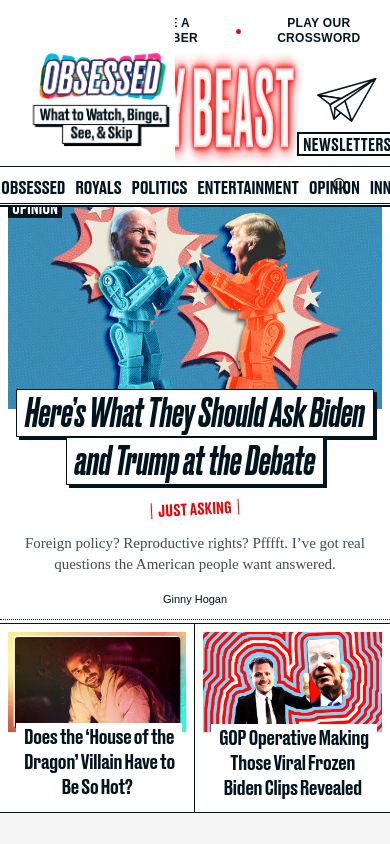 E A
BER
PLAY OUR
CROSSWORD
OBSESSED
What to Watch, Binge,
See, & Skip
Y BEAST
NEWSLETTERS
OBSESSED ROYALS POLITICS ENTERTAINMENT OPINION INN
OPINION
Here's What They Should Ask Biden
and Trump at the Debate
JUST ASKING
Foreign policy? Reproductive rights? Pfffft. I've got real
questions the American people want answered.
Ginny Hogan
Does the 'House of the
Dragon' Villain Have to
Be So Hot?
GOP Operative Making
Those Viral Frozen
Biden Clips Revealed